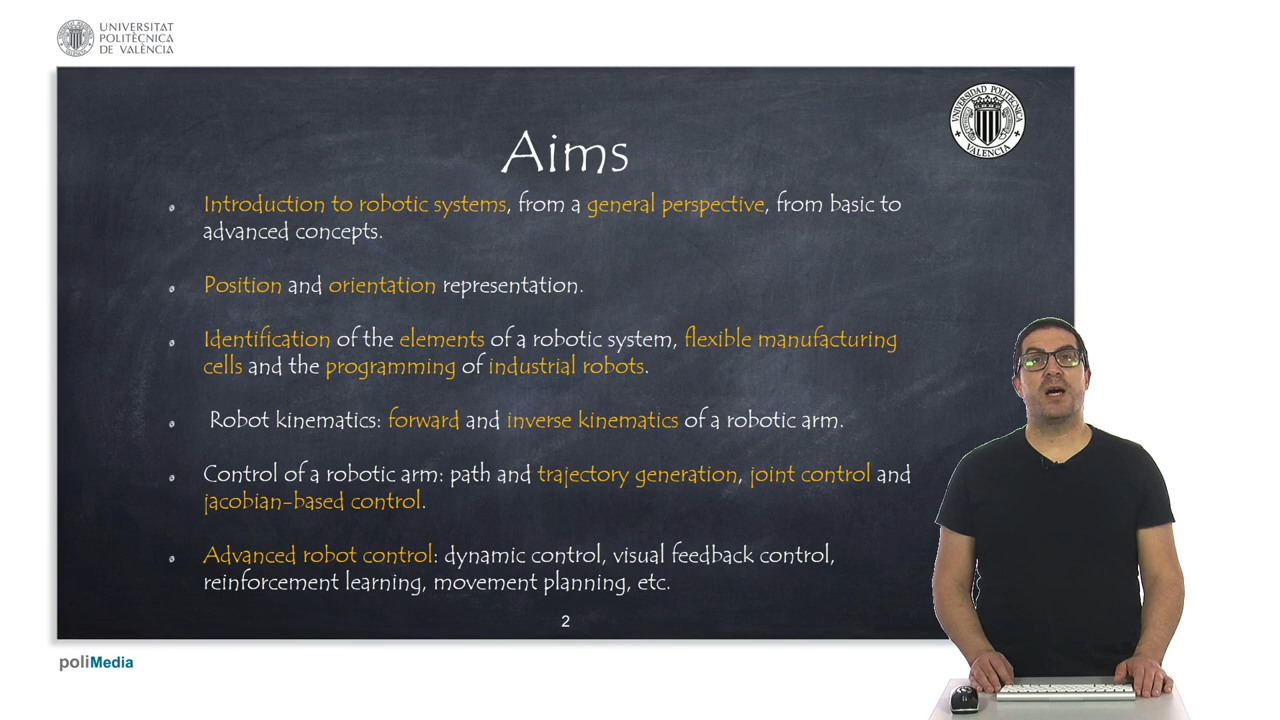 UNIVERSITAT
POLITÈCNICA
DE VALÈNCIA
UNIVERSIDAD POLITECNICA
VALENCIA
Aims
Introduction to robotic systems, from a general perspective, from basic to
advanced concepts.
Position and orientation representation.
Identification of the elements of a robotic system, flexible manufacturing
cells and the programming of industrial robots.
Robot kinematics: forward and inverse kinematics of a robotic arm.
Control of a robotic arm: path and trajectory generation, joint control and
jacobian-based control.
Advanced robot control: dynamic control, visual feedback control,
reinforcement learning, movement planning, etc.
2
poliMedia